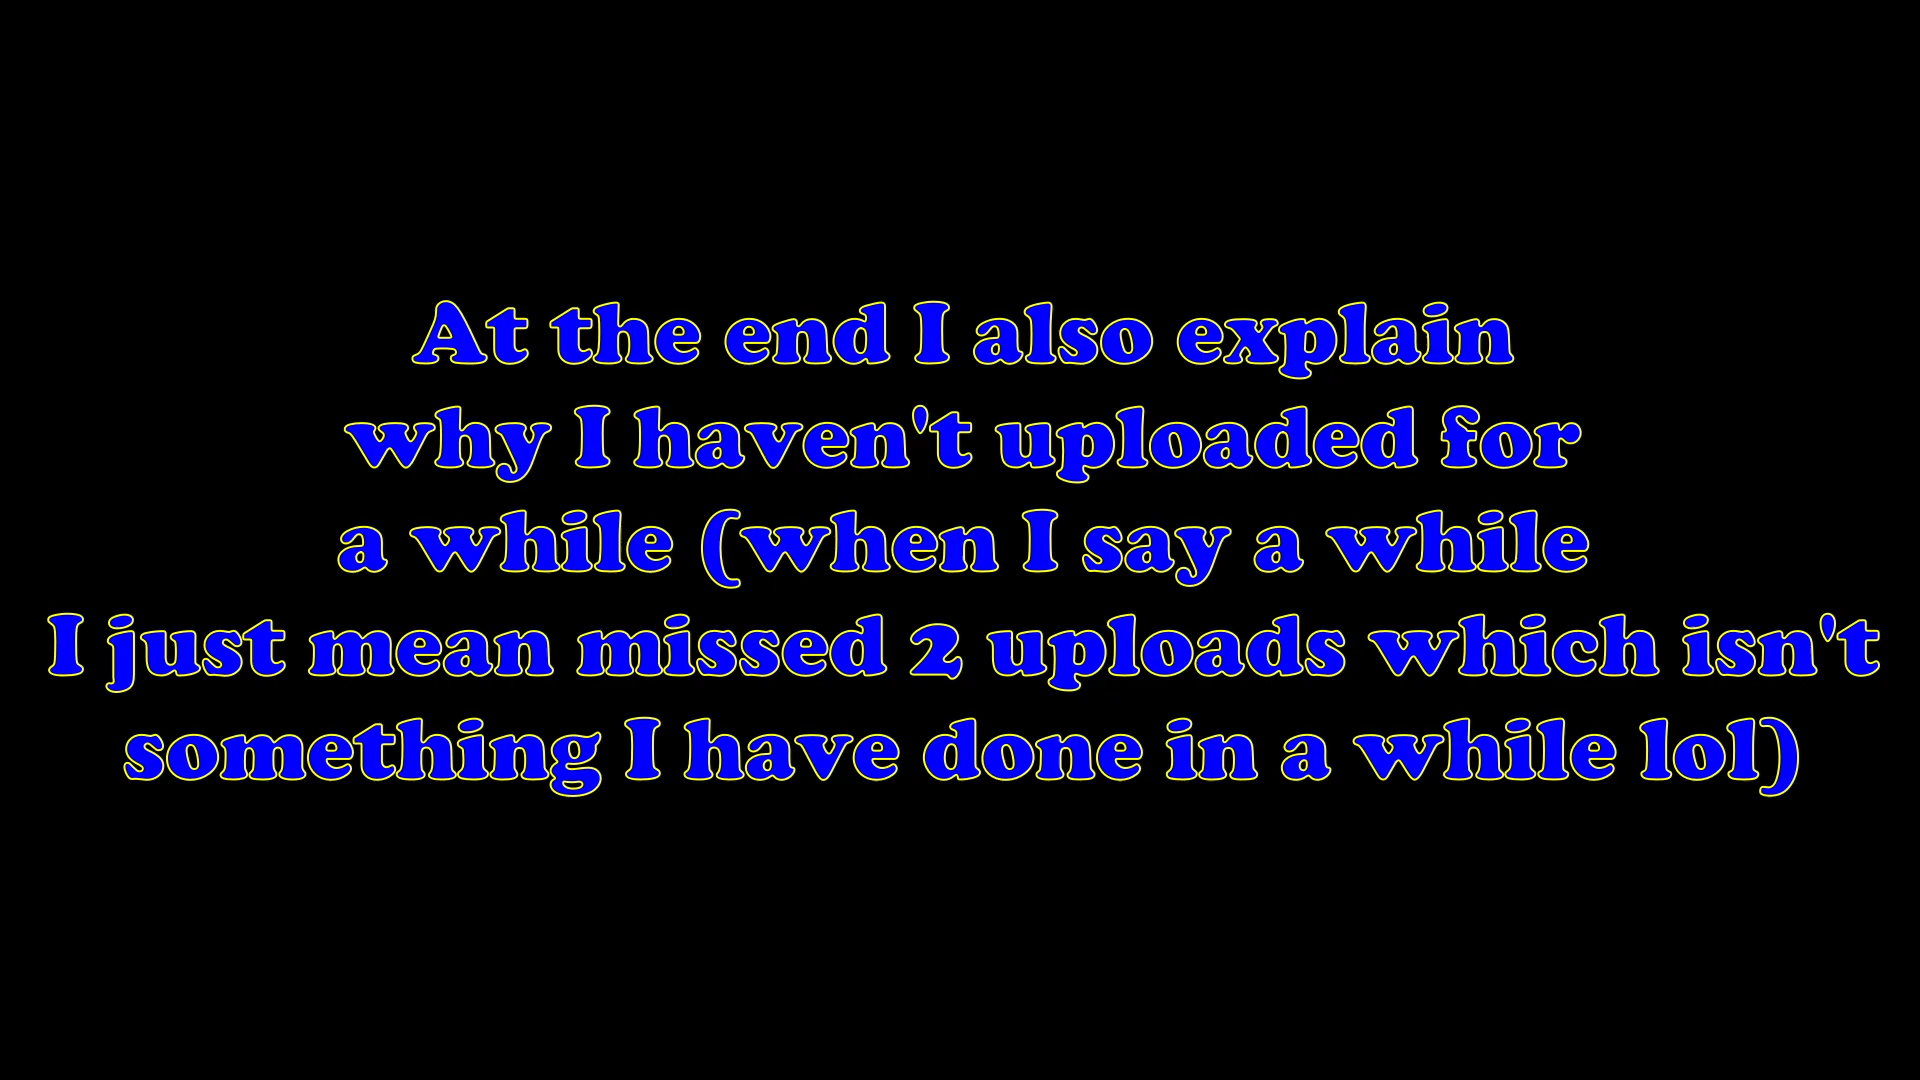 At the end I also explain
why I haven't uploaded for
a while (when I say a while
I just mean missed 2 uploads which isn't
something I have done in a while lol)